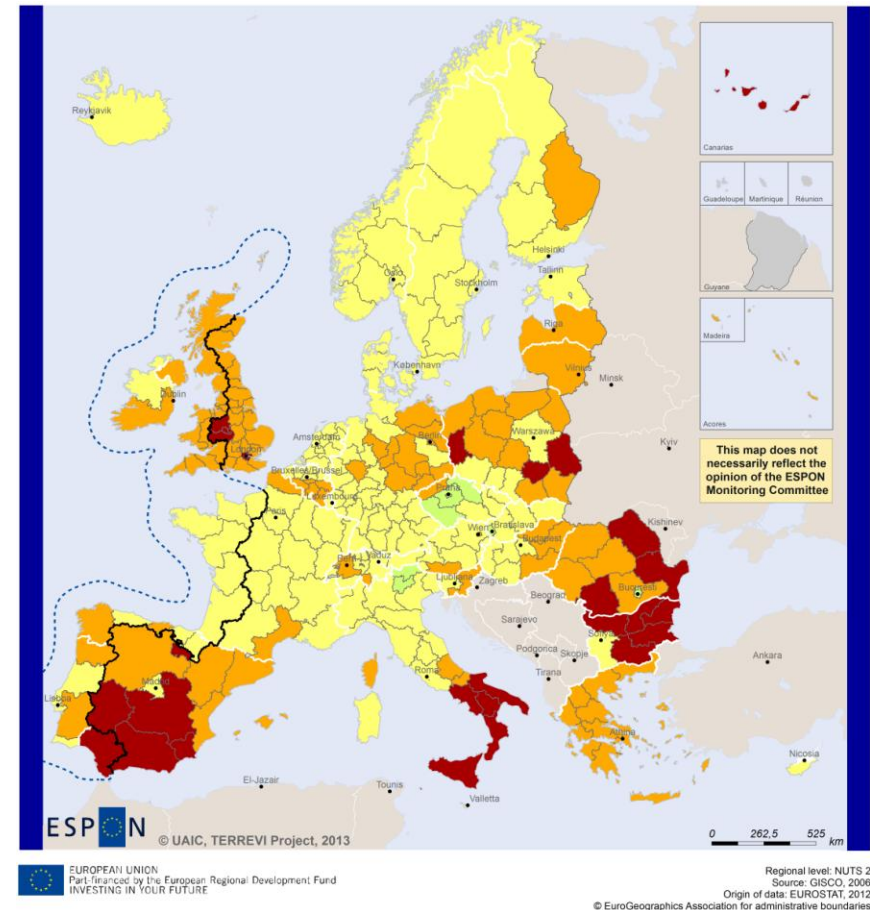 Reykjavik
Canarias
Guadeloupe Martinique Réunion
Guyane
Madeira
Acores
This map does not
necessarily reflect the
opinion of the ESPON
Monitoring Committee
Oslo
Helsinki
Tallinn
Stockholm
Riga
København
Vilnius
Minsk
Dublin
London
Amsterdam
Berlin
Warszawa
Kyiv
Bruxelles/Brussel
Luxembourg
Praha
Paris
Wien
Bratislava
Budapest
Kishinev
Bern
Vaduz
Ljubljana
Zagreb
Beograd
Bucuresti
Sarajevo
Sofiya
Podgorica
Skopje
Tirana
Ankara
Roma
Madrid
Lisboa
Athina
Nicosia
El-Jazair
Tounis
Valletta
ESPON
© UAIC, TERREVI Project, 2013
0 262,5 525
km
EUROPEAN UNION
Part-financed by the European Regional Development Fund
INVESTING IN YOUR FUTURE
Regional level: NUTS 2
Source: GISCO, 2006
Origin of data: EUROSTAT, 2012
© EuroGeographics Association for administrative boundaries